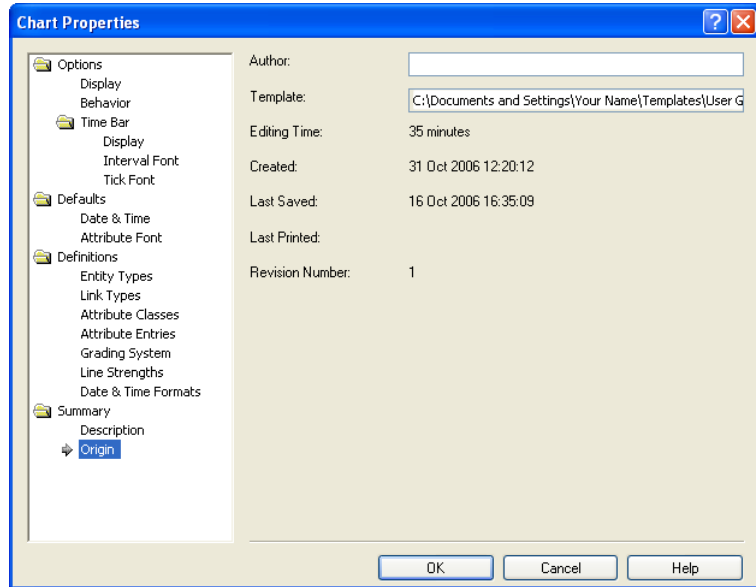 Chart Properties
Options
Display
Behavior
Time Bar
Display
Interval Font
Tick Font
Defaults
Date & Time
Attribute Font
Definitions
Entity Types
Link Types
Attribute Classes
Attribute Entries
Grading System
Line Strengths
Date & Time Formats
Summary
Description
Origin
Author:
Template: C:\Documents and Settings\Your Name\Templates\User G
Editing Time: 35 minutes
Created: 31 Oct 2006 12:20:12
Last Saved: 16 Oct 2006 16:35:09
Last Printed:
Revision Number: 1
OK Cancel Help